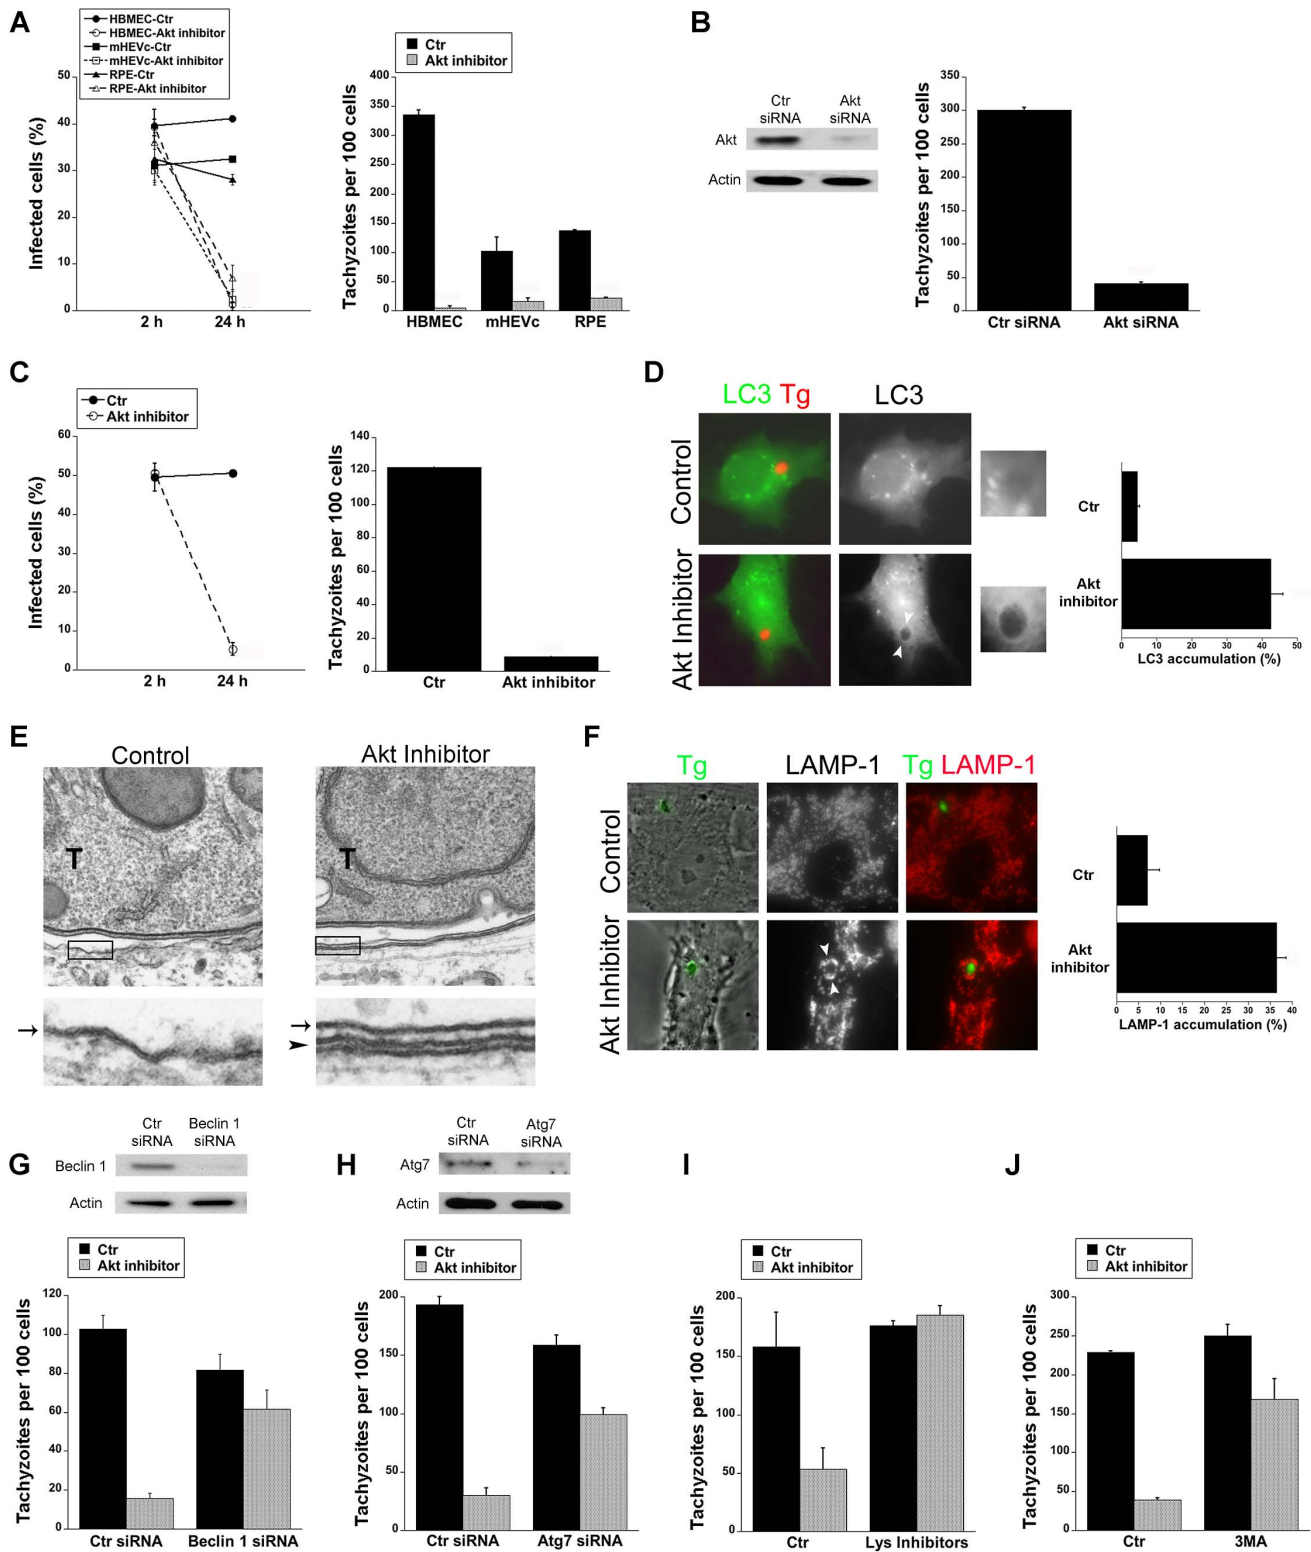 A
HBMEC-Ctr
HBMEC-Akt inhibitor
mHEVc-Ctr
mHEVc-Akt inhibitor
RPE-Ctr
RPE-Akt inhibitor
Infected cells (%)
50
40
30
20
10
0
2 h
24 h
Ctr
Akt inhibitor
Tachyzoites per 100 cells
400
350
300
250
200
150
100
50
0
HBMEC
mHEVc
RPE
B
Ctr
siRNA
Akt
siRNA
Akt
Actin
Tachyzoites per 100 cells
350
300
250
200
150
100
50
0
Ctr siRNA
Akt siRNA
C
Ctr
Akt inhibitor
Infected cells (%)
60
50
40
30
20
10
0
2 h
24 h
Tachyzoites per 100 cells
140
120
100
80
60
40
20
0
Ctr
Akt inhibitor
D
LC3 Tg
LC3
Control
Akt Inhibitor
Ctr
Akt
inhibitor
0 10 20 30 40 50
LC3 accumulation (%)
E
Control
Akt Inhibitor
T
T
F
Tg
LAMP-1
Tg LAMP-1
Control
Akt Inhibitor
Ctr
Akt
inhibitor
0 5 10 15 20 25 30 35 40
LAMP-1 accumulation (%)
G
Ctr
siRNA
Beclin 1
siRNA
Beclin 1
Actin
Ctr
Akt inhibitor
Tachyzoites per 100 cells
120
100
80
60
40
20
0
Ctr siRNA
Beclin 1 siRNA
H
Ctr
siRNA
Atg7
siRNA
Atg7
Actin
Ctr
Akt inhibitor
Tachyzoites per 100 cells
200
150
100
50
0
Ctr siRNA
Atg7 siRNA
I
Ctr
Akt inhibitor
Tachyzoites per 100 cells
200
150
100
50
0
Ctr
Lys Inhibitors
J
Ctr
Akt inhibitor
Tachyzoites per 100 cells
300
250
200
150
100
50
0
Ctr
3MA